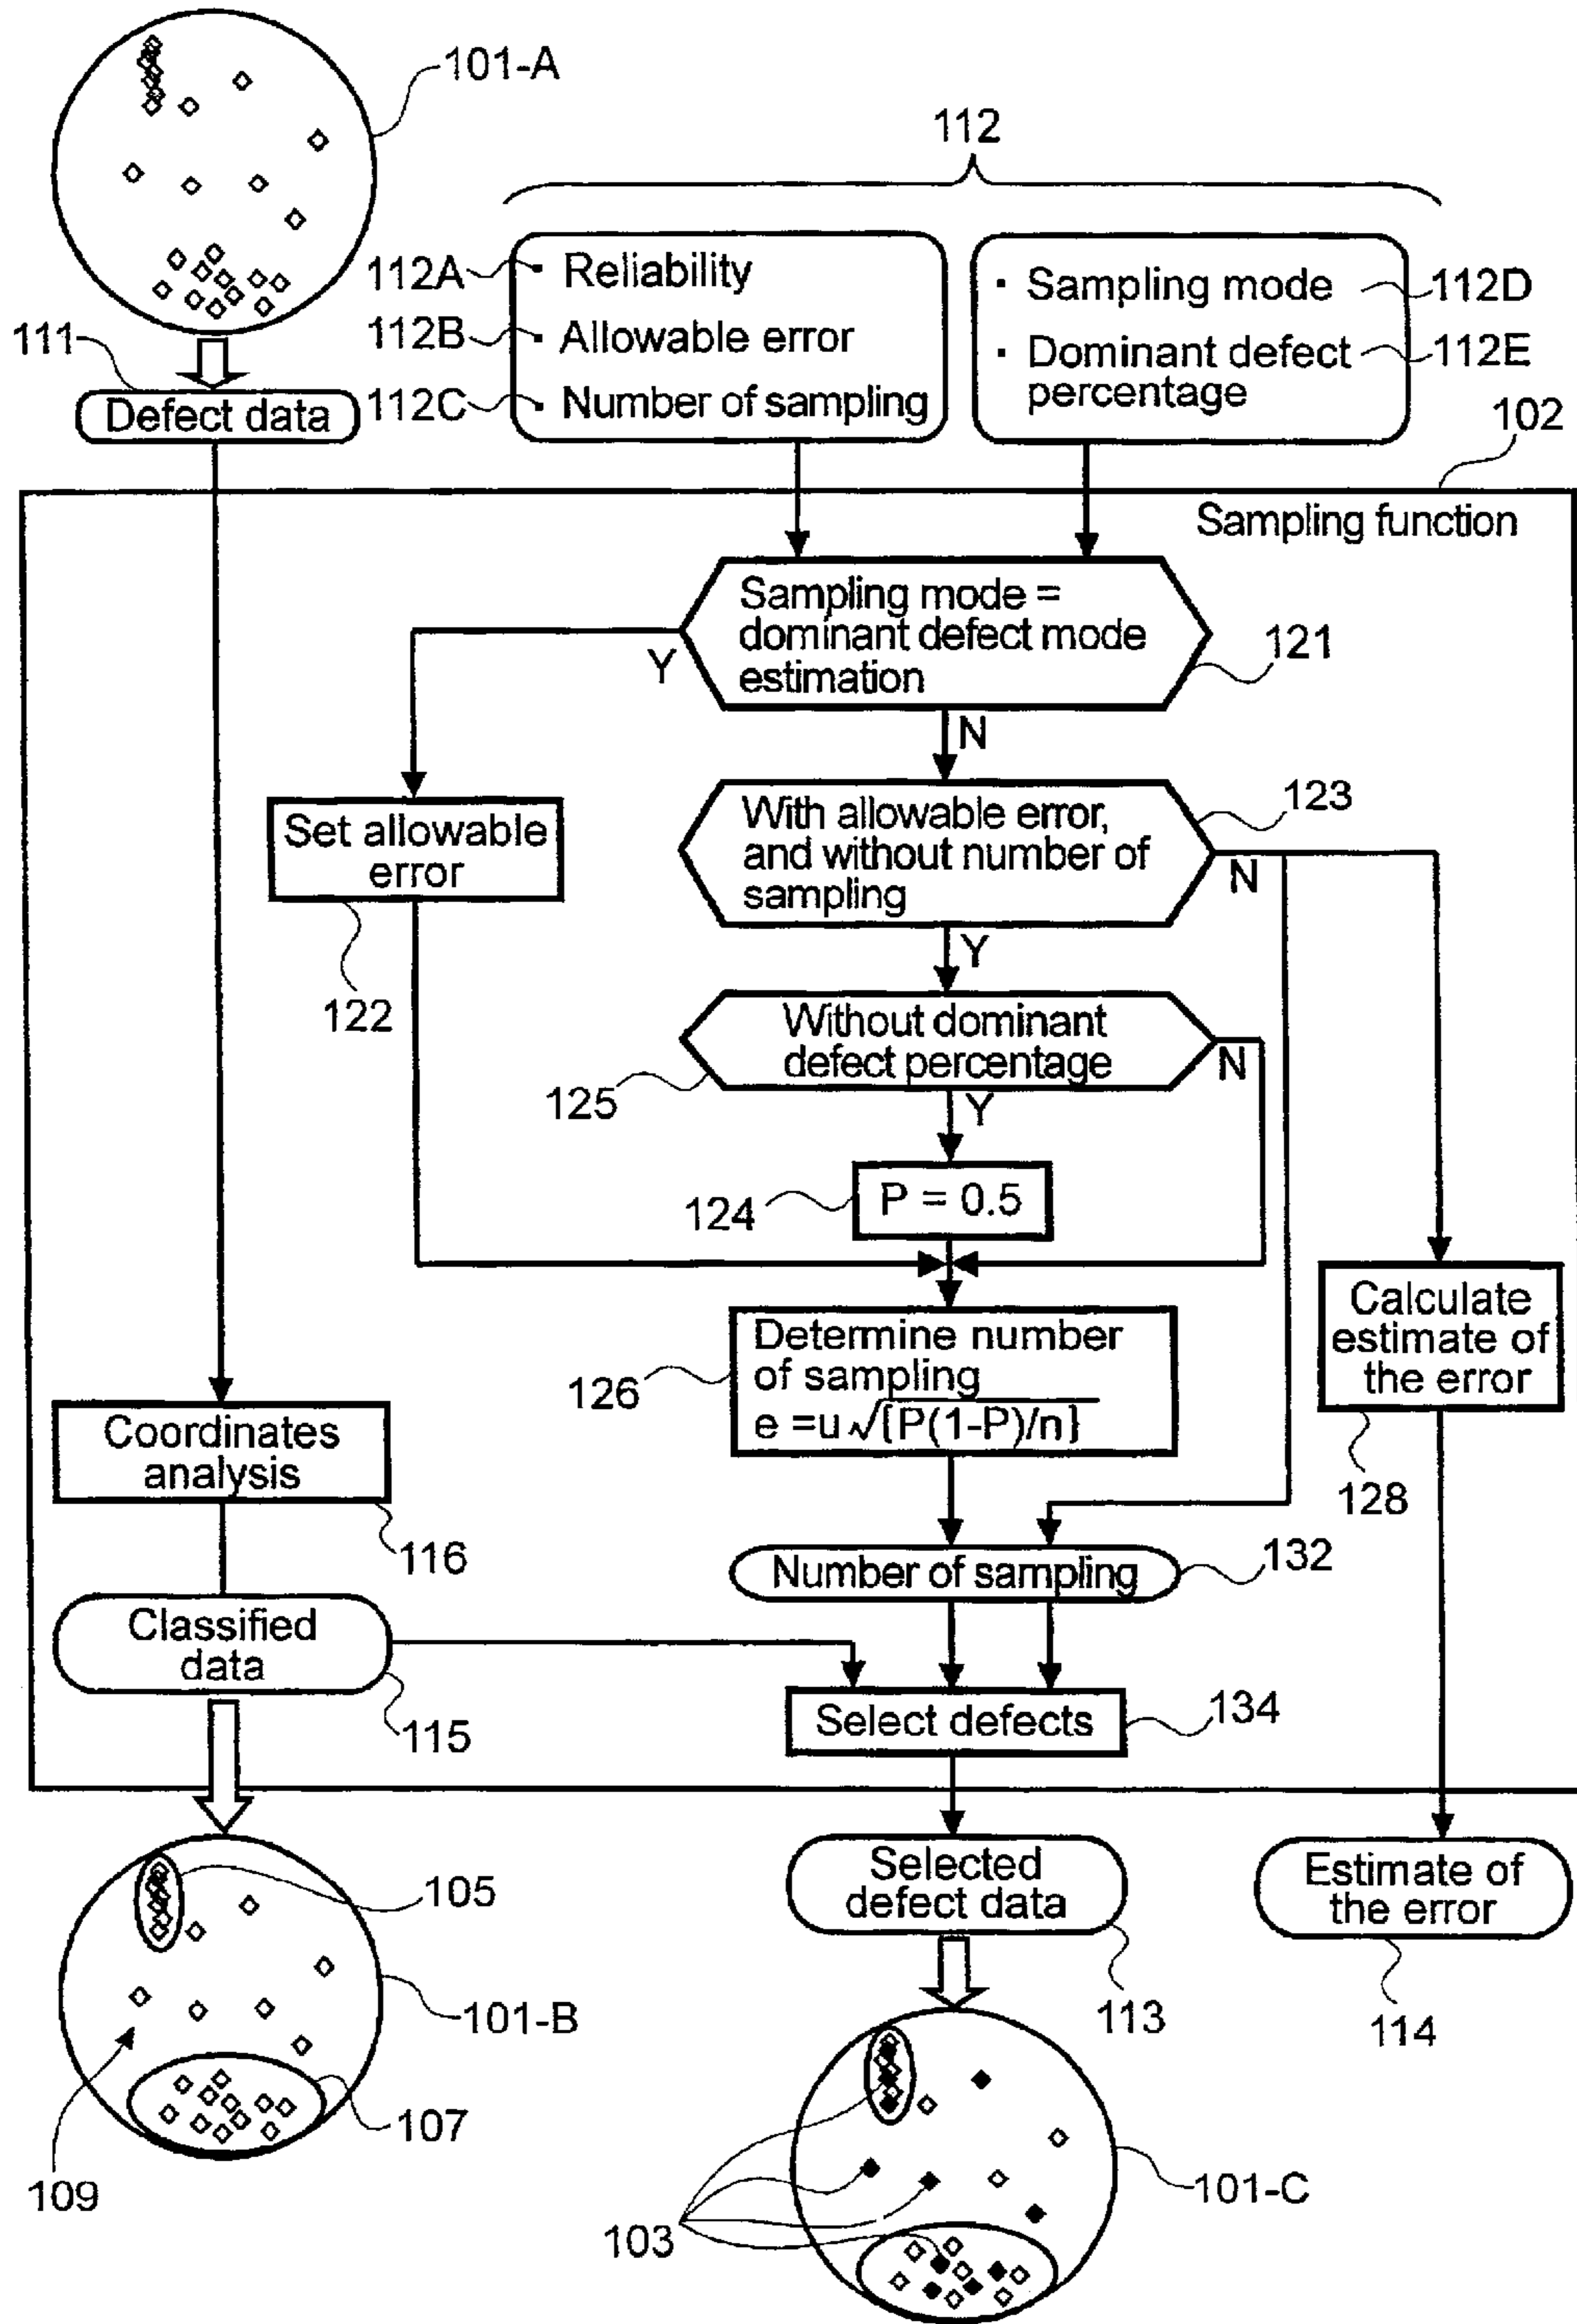 101-A
112
112A
▪ Reliability
112B
▪ Allowable error
112C
▪ Number of sampling
▪ Sampling mode
112D
▪ Dominant defect
percentage
112E
111
Defect data
102
Sampling function
Sampling mode =
dominant defect mode
estimation
121
Y
N
Set allowable
error
122
With allowable error,
and without number of
sampling
123
N
Y
Without dominant
defect percentage
125
N
Y
124
P = 0.5
Determine number
of sampling
e =u√{P(1-P)/n}
126
Calculate
estimate of
the error
128
Coordinates
analysis
116
Number of sampling
132
Classified
data
115
Select defects
134
105
101-B
107
109
Selected
defect data
113
Estimate of
the error
114
101-C
103